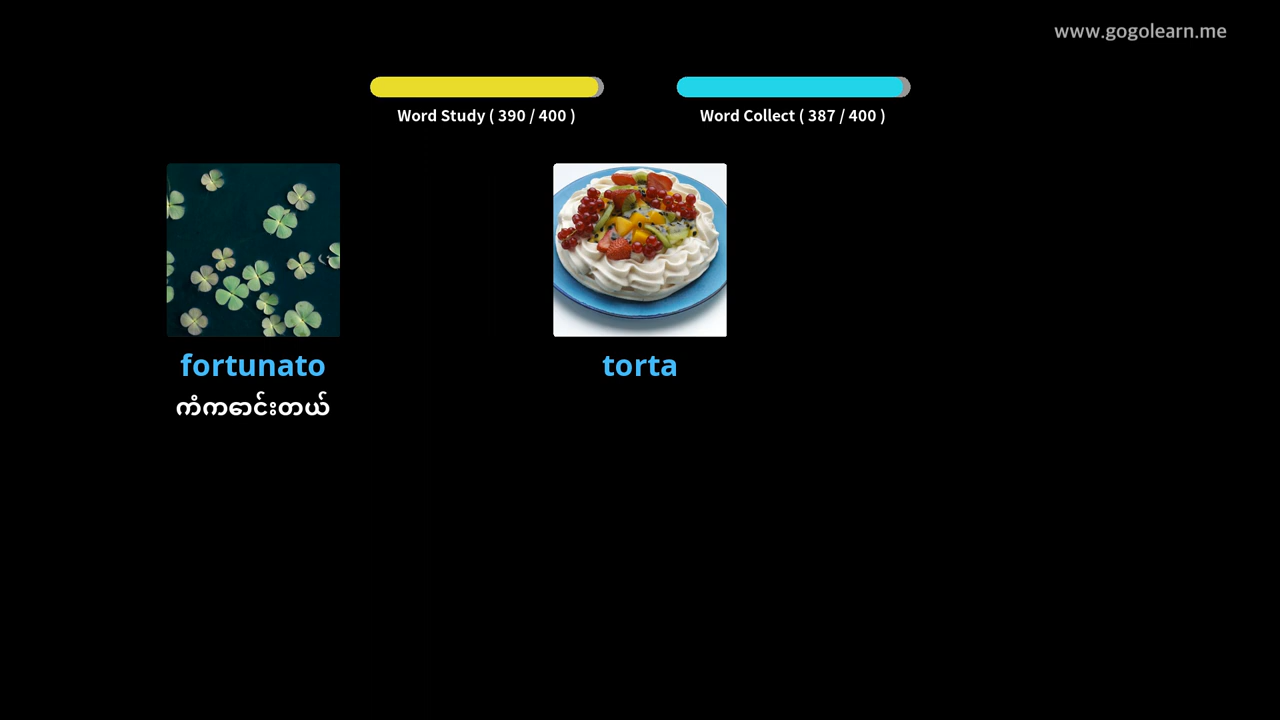 www.gogolearn.me
Word Study ( 390 / 400 )
Word Collect ( 387 / 400 )
fortunato
torta
ကံကောင်းတယ်